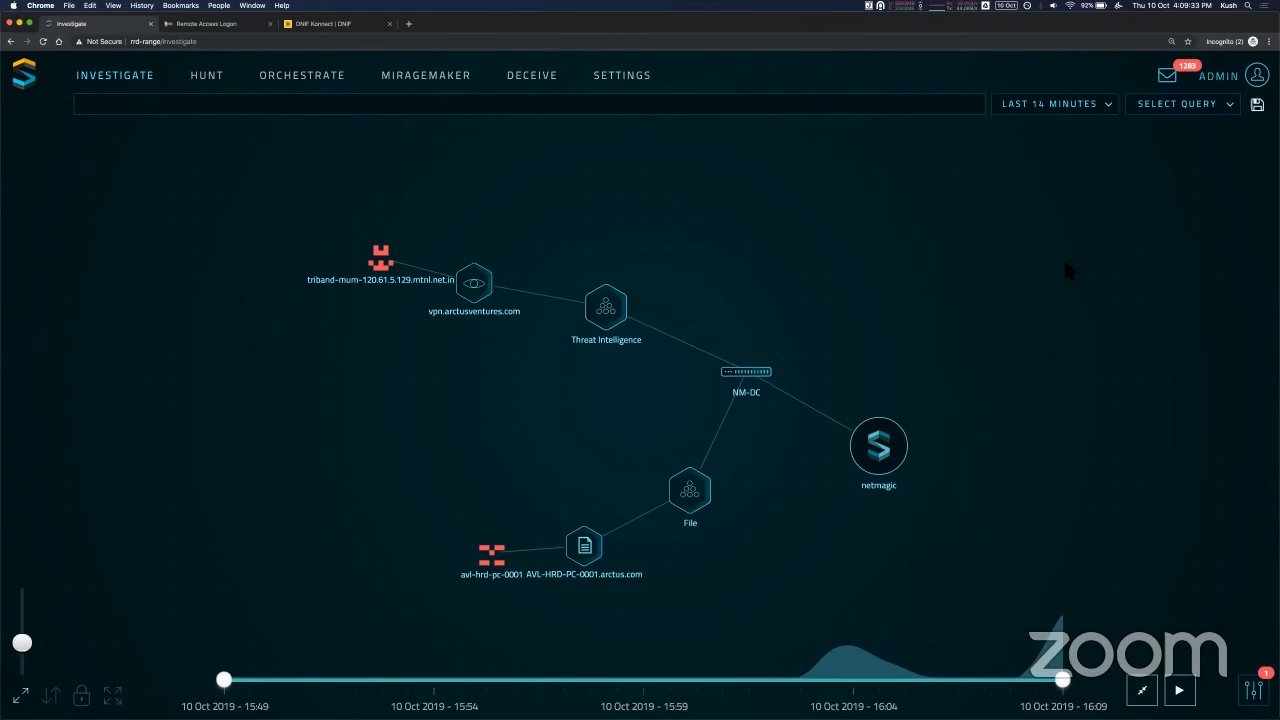 Chrome File Edit View History Bookmarks People Window Help 10 Oct 92% Thu 10 Oct 4:09:33 PM Kush
Investigate Remote Access Logon DNIF Konnect | DNIF
Not Secure rrd-range/investigate Incognito (2)
INVESTIGATE HUNT ORCHESTRATE MIRAGEMAKER DECEIVE SETTINGS 1283 ADMIN
LAST 14 MINUTES SELECT QUERY
triband-mum-120.61.5.129.mtnl.net.in
vpn.arctusventures.com
Threat Intelligence
NM-DC
netmagic
File
avl-hrd-pc-0001 AVL-HRD-PC-0001.arctus.com
zoom
1
10 Oct 2019 - 15:49 10 Oct 2019 - 15:54 10 Oct 2019 - 15:59 10 Oct 2019 - 16:04 10 Oct 2019 - 16:09